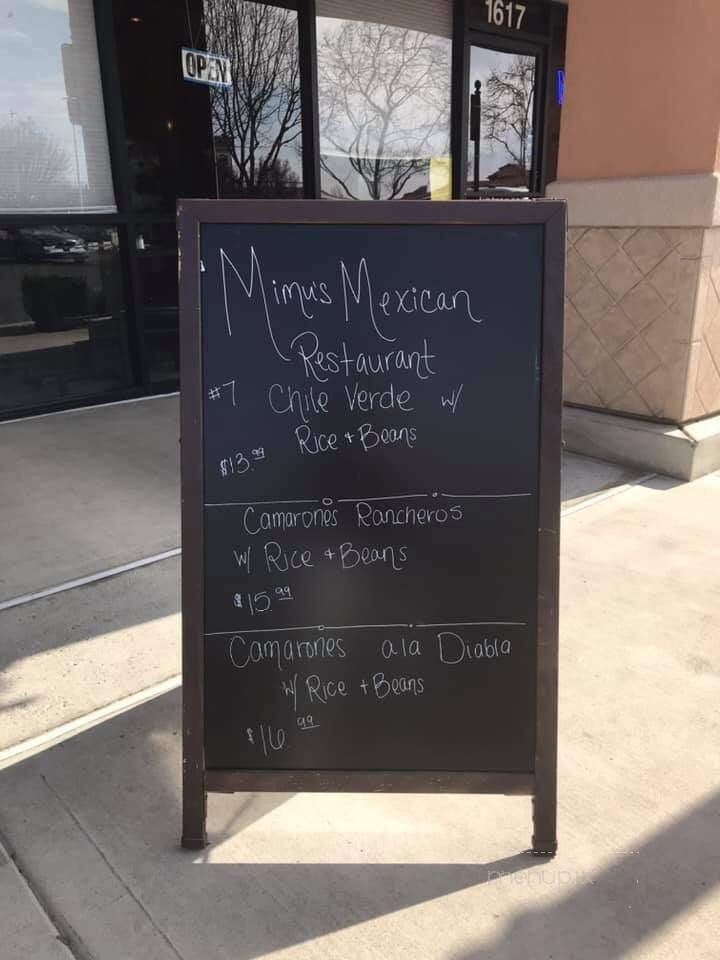 1617
OPEN
Mimu's Mexican
Restaurant
#7 Chile Verde w/
Rice + Beans
$13.99
Camarones Rancheros
w/ Rice + Beans
$15.99
Camarones ala Diabla
w/ Rice + Beans
$16.99